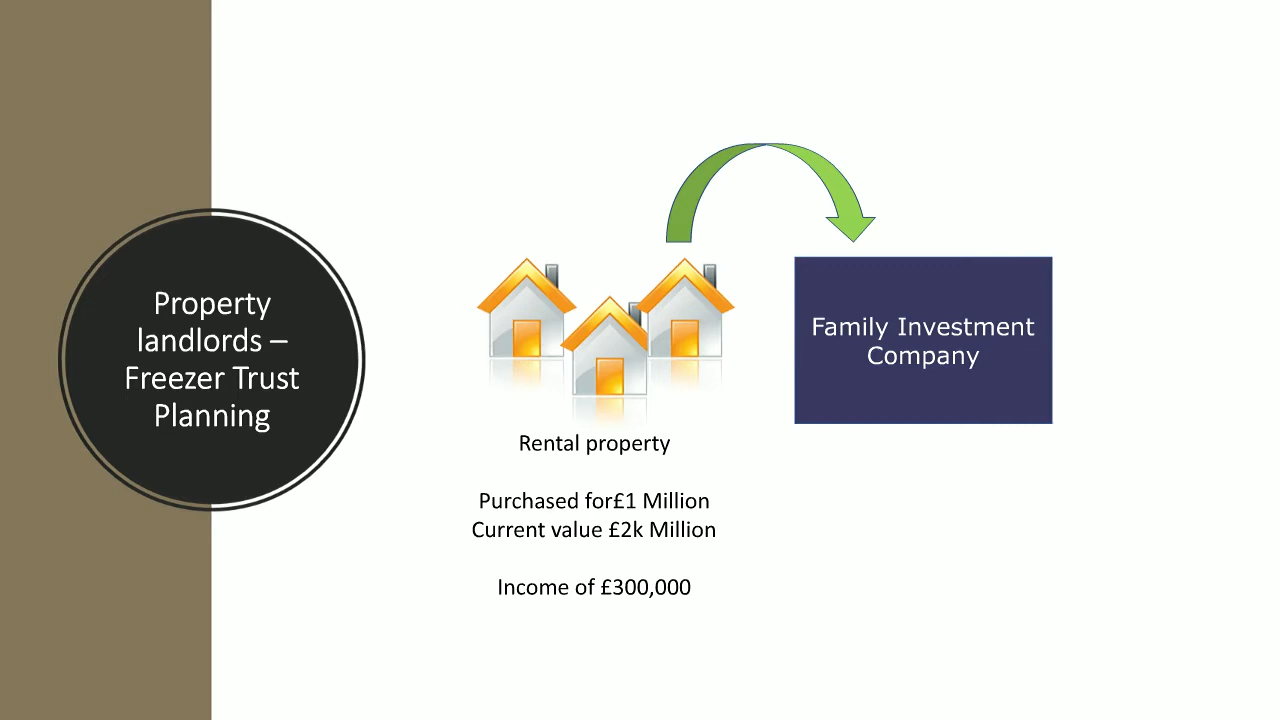 Property
landlords –
Freezer Trust
Planning
Family Investment
Company
Rental property
Purchased for£1 Million
Current value £2k Million
Income of £300,000